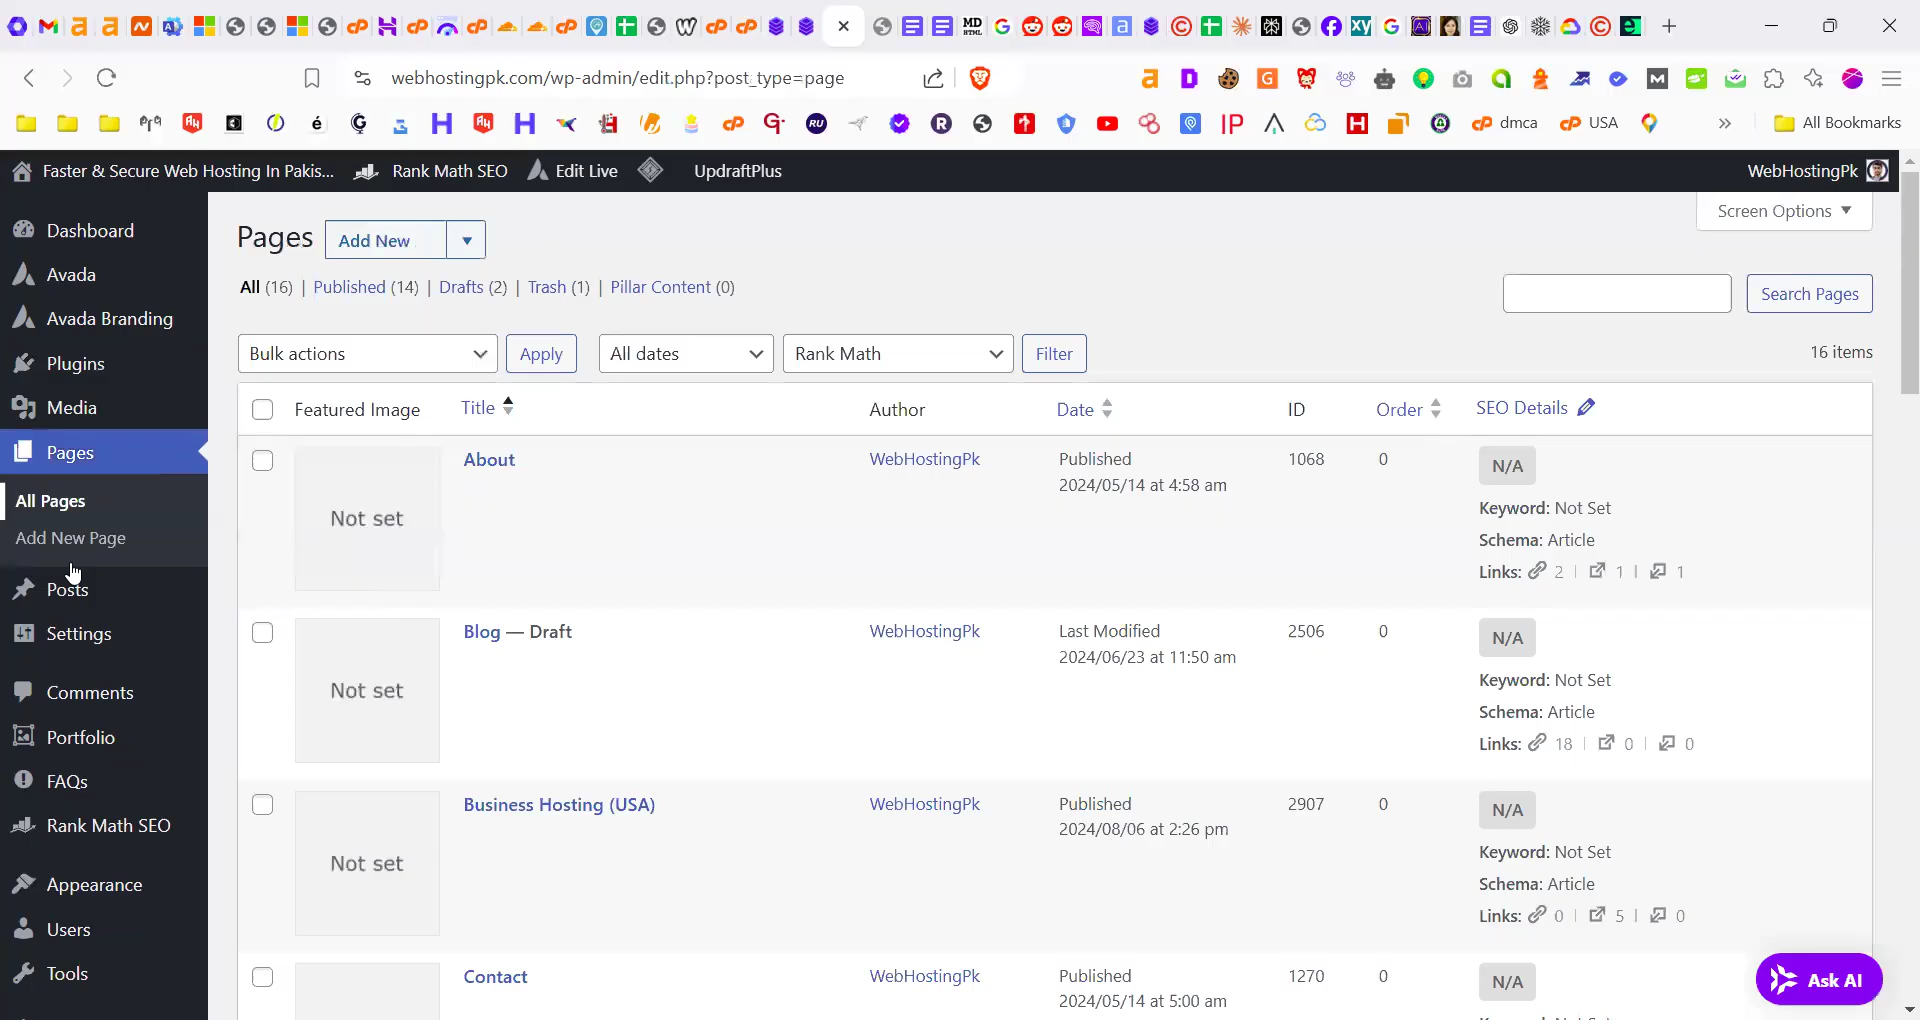 webhostingpk.com/wp-admin/edit.php?post_type=page
dmca
USA
All Bookmarks
Faster & Secure Web Hosting In Pakis...
Rank Math SEO
Edit Live
UpdraftPlus
WebHostingPk
Dashboard
Avada
Avada Branding
Plugins
Media
Pages
All Pages
Add New Page
Posts
Settings
Comments
Portfolio
FAQs
Rank Math SEO
Appearance
Users
Tools
Screen Options
Pages
Add New
All (16) | Published (14) | Drafts (2) | Trash (1) | Pillar Content (0)
Search Pages
Bulk actions
Apply
All dates
Rank Math
Filter
16 items
Featured Image
Title
Author
Date
ID
Order
SEO Details
Not set
About
WebHostingPk
Published
2024/05/14 at 4:58 am
1068
0
N/A
Keyword: Not Set
Schema: Article
Links: 2 | 1 | 1
Not set
Blog — Draft
WebHostingPk
Last Modified
2024/06/23 at 11:50 am
2506
0
N/A
Keyword: Not Set
Schema: Article
Links: 18 | 0 | 0
Not set
Business Hosting (USA)
WebHostingPk
Published
2024/08/06 at 2:26 pm
2907
0
N/A
Keyword: Not Set
Schema: Article
Links: 0 | 5 | 0
Contact
WebHostingPk
Published
2024/05/14 at 5:00 am
1270
0
N/A
Ask AI